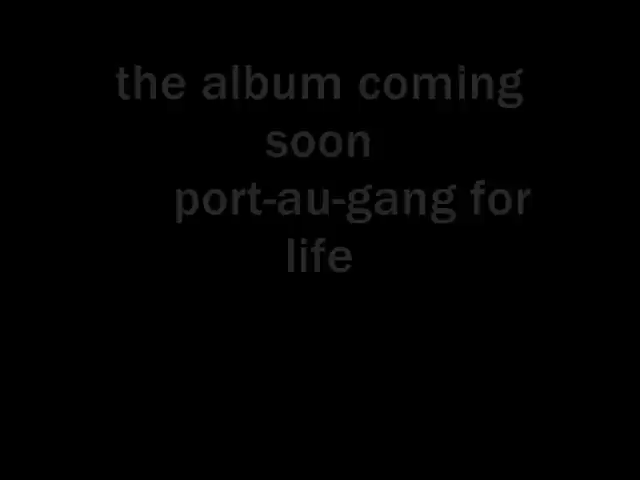 the album coming
soon
port-au-gang for
life